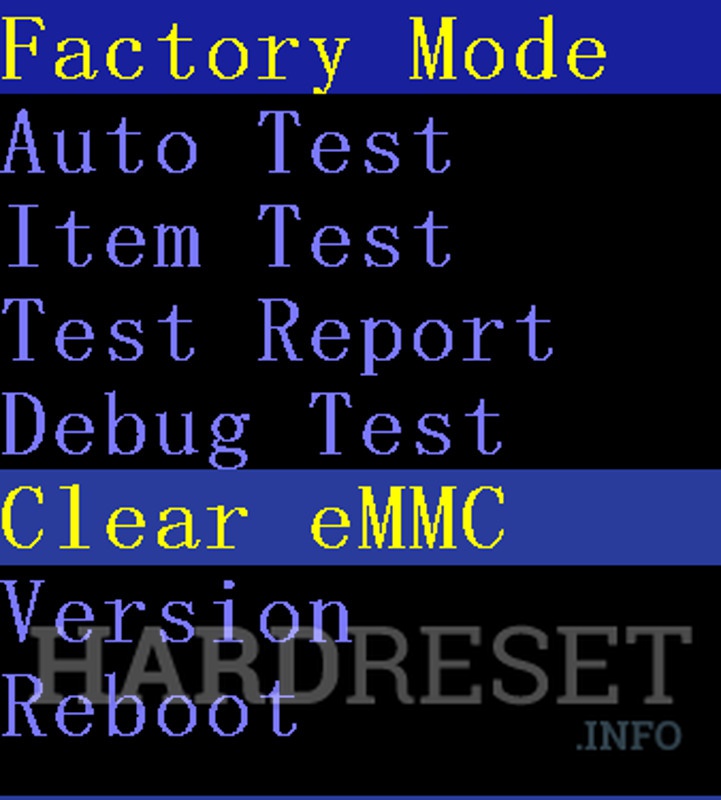 Factory Mode
Auto Test
Item Test
Test Report
Debug Test
Clear eMMC
Version
HARDRESET
Reboot
.INFO